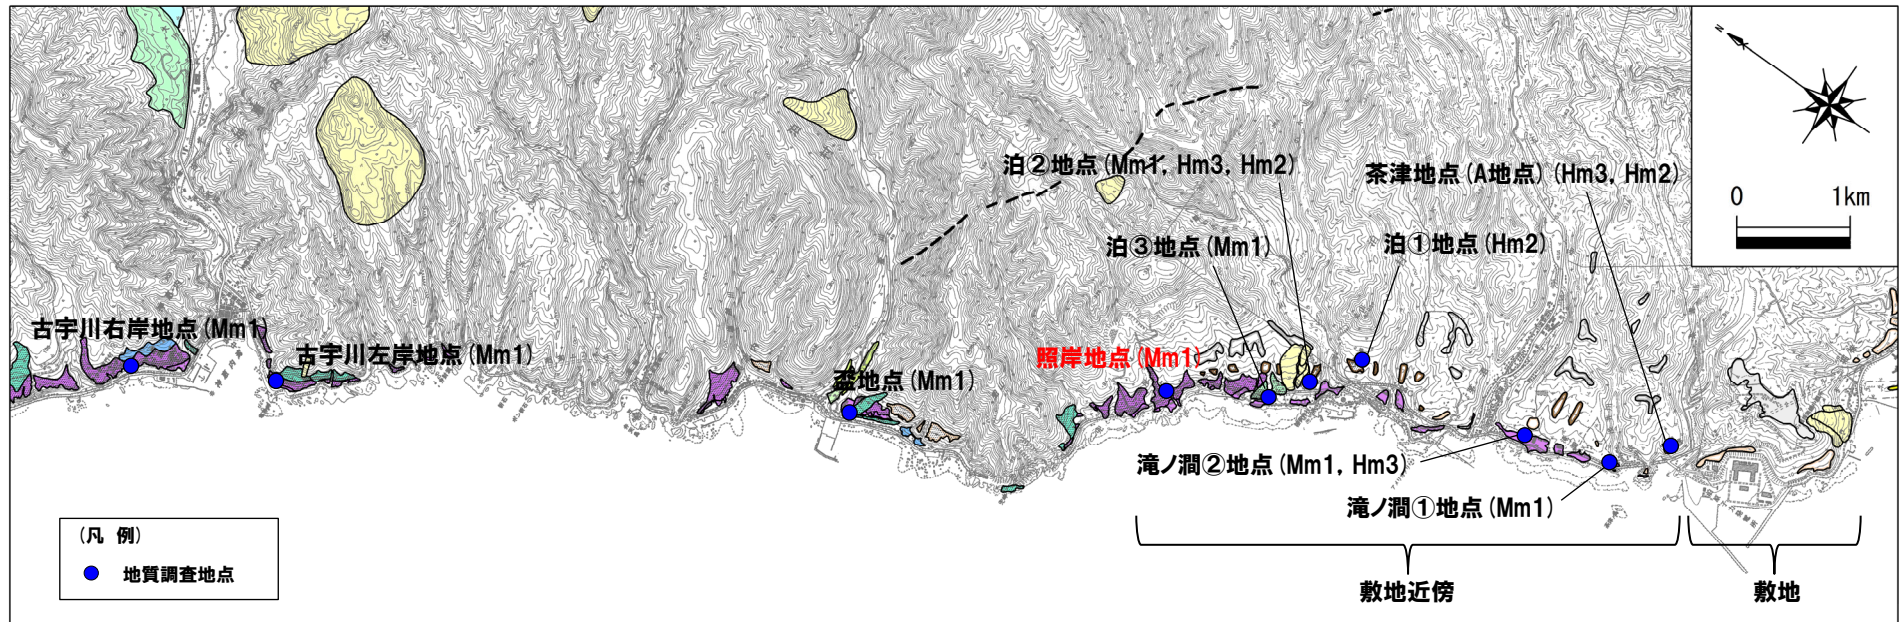 N
0 1km
泊②地点(Mm1, Hm3, Hm2)
茶津地点(A地点)(Hm3, Hm2)
泊③地点(Mm1)
泊①地点(Hm2)
古宇川右岸地点(Mm1)
古宇川左岸地点(Mm1)
盃地点(Mm1)
照岸地点(Mm1)
滝ノ澗②地点(Mm1, Hm3)
滝ノ澗①地点(Mm1)
(凡 例)
地質調査地点
敷地近傍
敷地